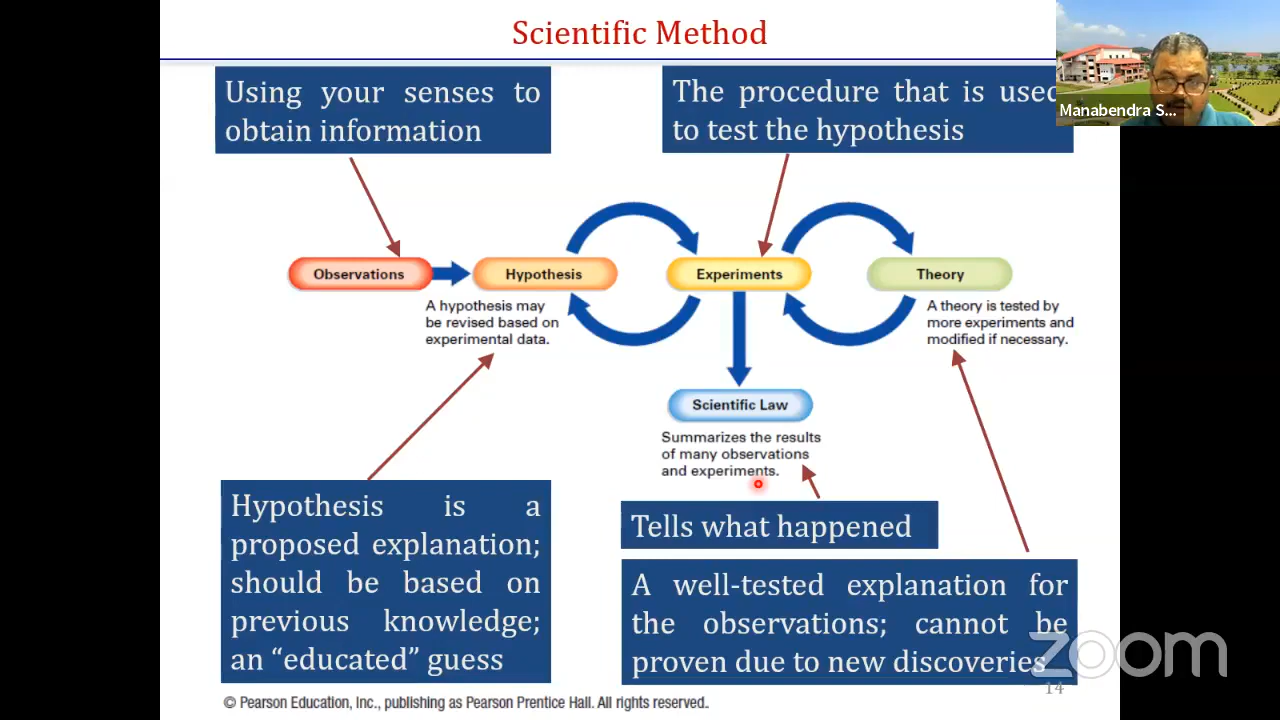 Scientific Method
Using your senses to
obtain information
The procedure that is used
to test the hypothesis
Manabendra S...
Observations
Hypothesis
Experiments
Theory
A hypothesis may
be revised based on
experimental data.
A theory is tested by
more experiments and
modified if necessary.
Scientific Law
Summarizes the results
of many observations
and experiments.
Hypothesis is a
proposed explanation;
should be based on
previous knowledge;
an “educated” guess
Tells what happened
A well-tested explanation for
the observations; cannot be
proven due to new discoveries
zoom
14
© Pearson Education, Inc., publishing as Pearson Prentice Hall. All rights reserved.